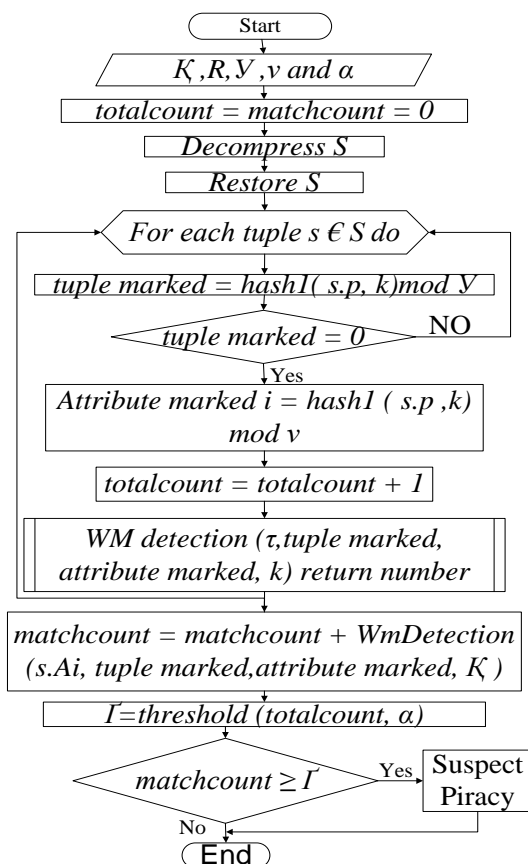 Start
Ķ ,R, У ,v and α
totalcount = matchcount = 0
Decompress S
Restore S
For each tuple s € S do
tuple marked = hash1( s.p, k)mod У
tuple marked = 0
NO
Yes
Attribute marked i = hash1 ( s.p ,k)
mod v
totalcount = totalcount + 1
WM detection (τ,tuple marked,
attribute marked, k) return number
matchcount = matchcount + WmDetection
(s.Ai, tuple marked,attribute marked, Ķ )
Γ=threshold (totalcount, α)
matchcount ≥ Γ
Yes
Suspect
Piracy
No
End